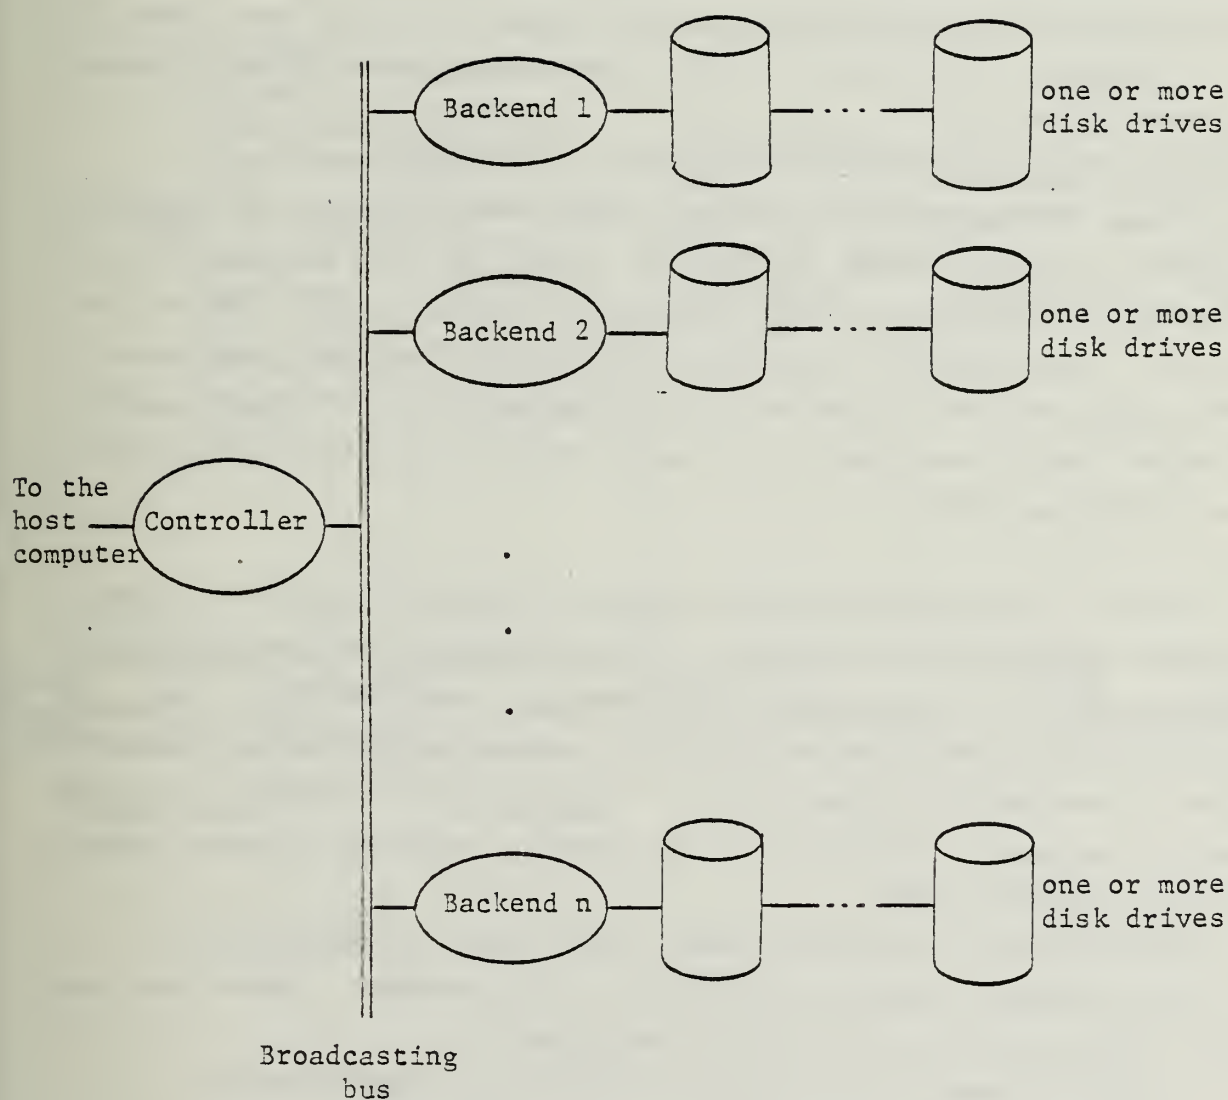 Backend 1
one or more
disk drives
Backend 2
one or more
disk drives
To the
host
computer
Controller
Backend n
one or more
disk drives
Broadcasting
bus